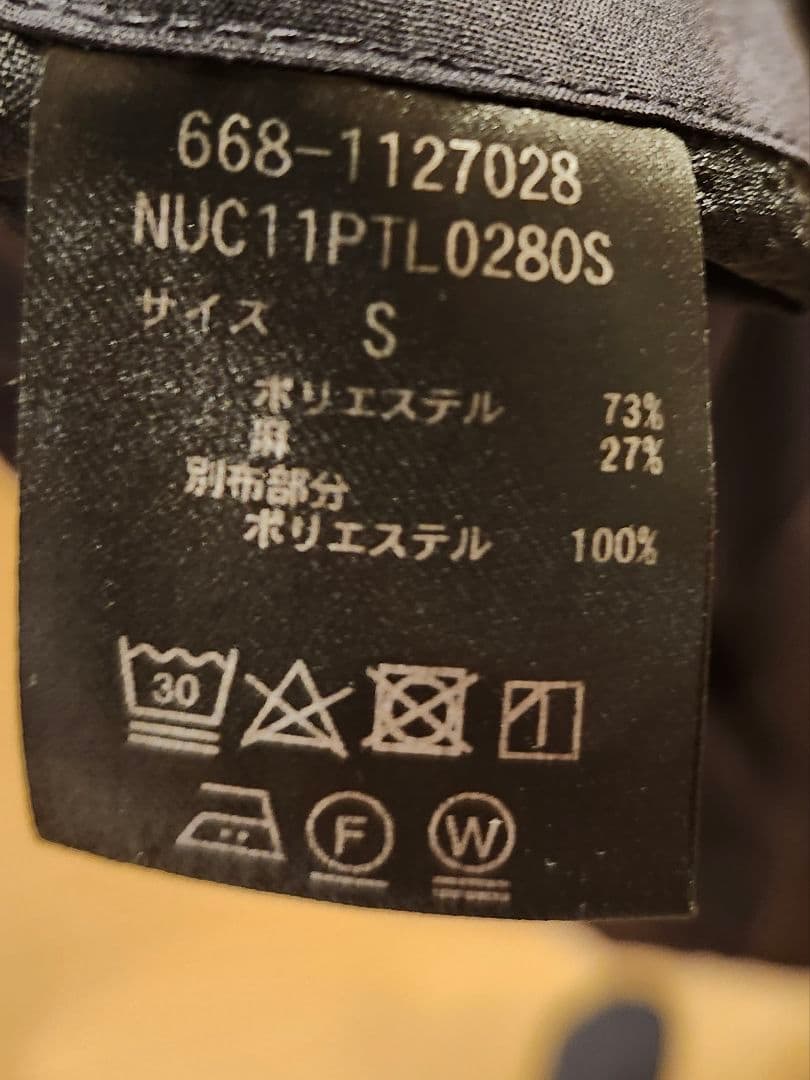 668-1127028
NUC11PTL0280S
サイズ S
ポリエステル 73%
麻 27%
別布部分
ポリエステル 100%
30
F W